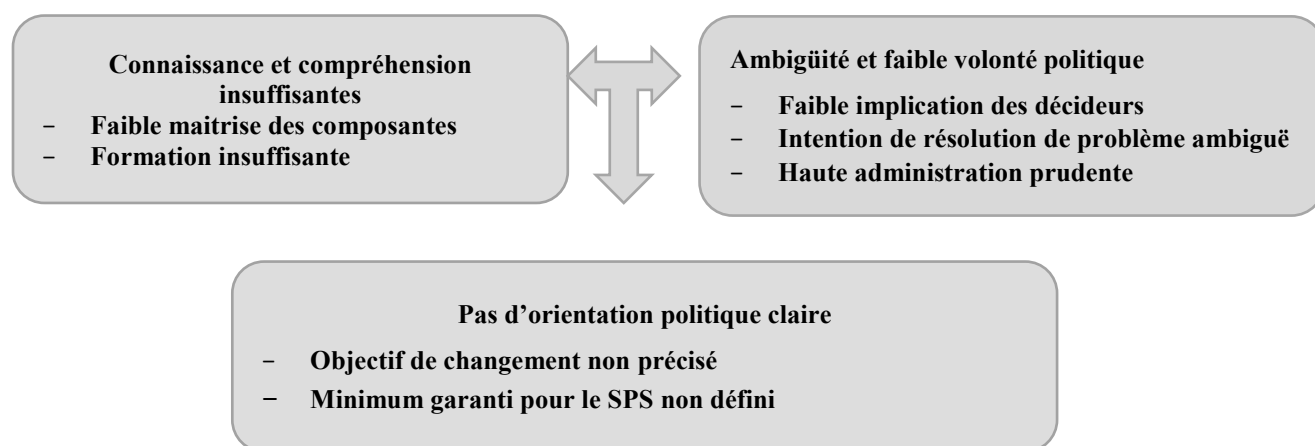 Connaissance et compréhension
insuffisantes
- Faible maitrise des composantes
- Formation insuffisante
Ambigüité et faible volonté politique
- Faible implication des décideurs
- Intention de résolution de problème ambiguë
- Haute administration prudente
Pas d’orientation politique claire
- Objectif de changement non précisé
- Minimum garanti pour le SPS non défini